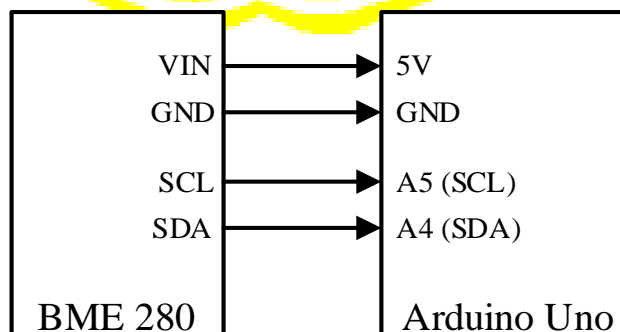 VIN 5V
GND GND
SCL A5 (SCL)
SDA A4 (SDA)
BME 280 Arduino Uno